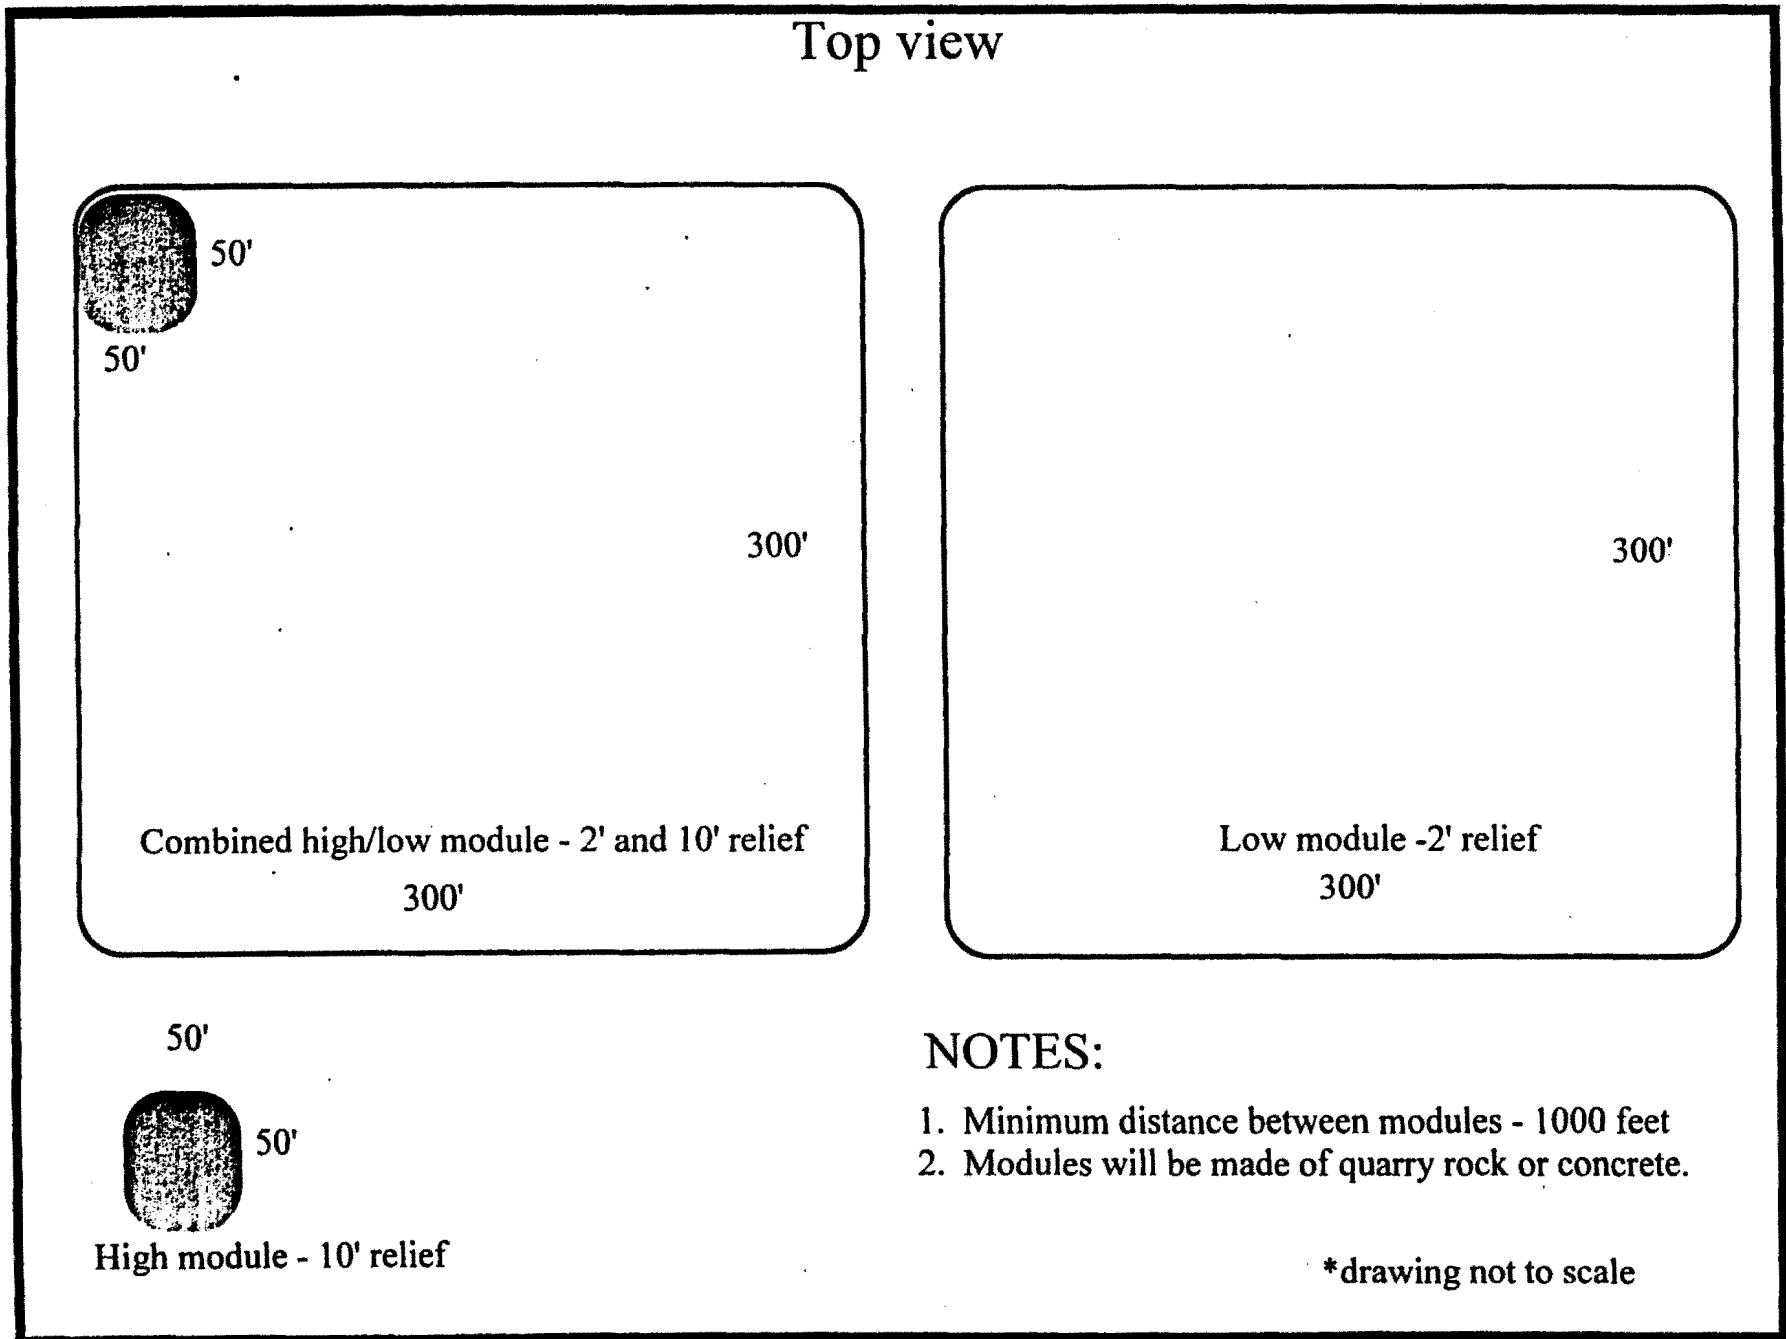 Top view
50'
50'
300'
Combined high/low module - 2' and 10' relief
300'
300'
Low module -2' relief
300'
50'
50'
High module - 10' relief
NOTES:
1. Minimum distance between modules - 1000 feet
2. Modules will be made of quarry rock or concrete.
*drawing not to scale